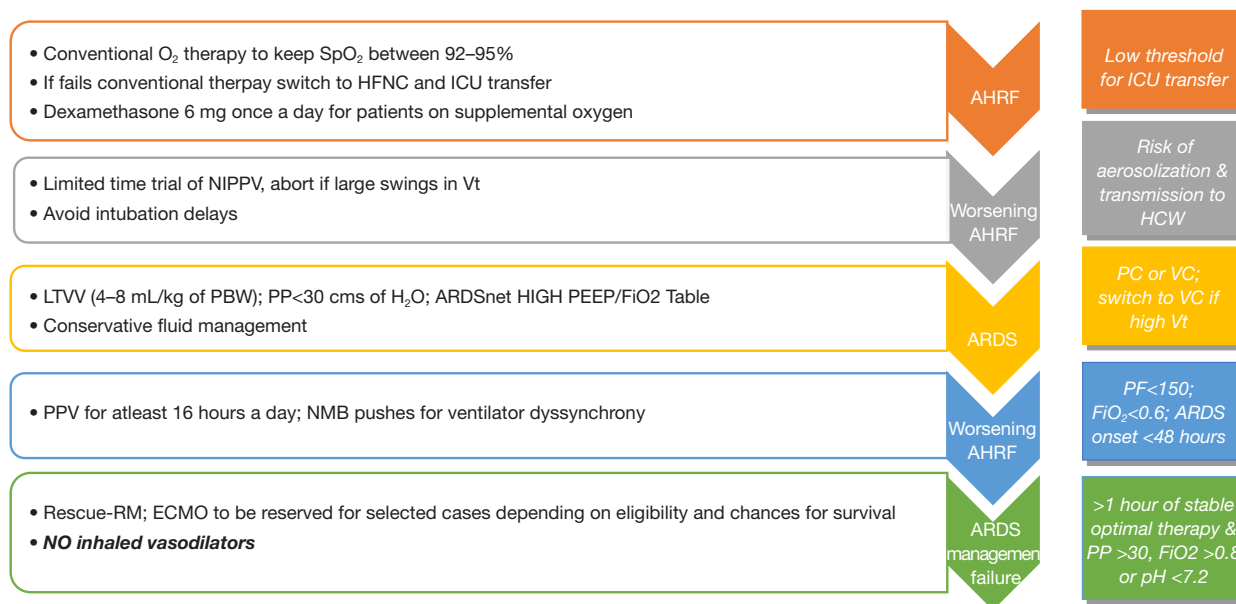 • Conventional O₂ therapy to keep SpO₂ between 92–95%
• If fails conventional therpay switch to HFNC and ICU transfer
• Dexamethasone 6 mg once a day for patients on supplemental oxygen
AHRF
Low threshold
for ICU transfer
• Limited time trial of NIPPV, abort if large swings in Vt
• Avoid intubation delays
Worsening
AHRF
Risk of
aerosolization &
transmission to
HCW
• LTVV (4–8 mL/kg of PBW); PP<30 cms of H₂O; ARDSnet HIGH PEEP/FiO2 Table
• Conservative fluid management
ARDS
PC or VC;
switch to VC if
high Vt
• PPV for atleast 16 hours a day; NMB pushes for ventilator dyssynchrony
Worsening
AHRF
PF<150;
FiO₂<0.6; ARDS
onset <48 hours
• Rescue-RM; ECMO to be reserved for selected cases depending on eligibility and chances for survival
• NO inhaled vasodilators
ARDS
managemen
failure
>1 hour of stable
optimal therapy &
PP >30, FiO2 >0.8
or pH <7.2